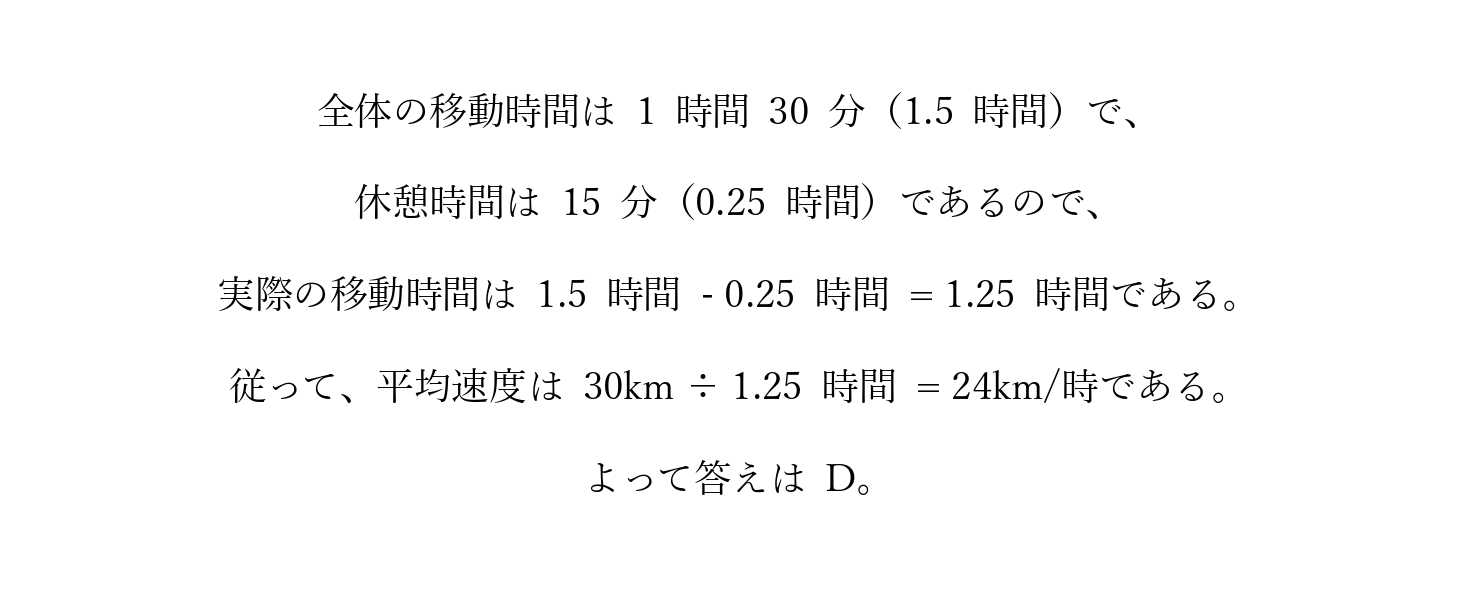 全体の移動時間は 1 時間 30 分（1.5 時間）で、
休憩時間は 15 分（0.25 時間）であるので、
実際の移動時間は 1.5 時間 - 0.25 時間 = 1.25 時間である。
従って、平均速度は 30km ÷ 1.25 時間 = 24km/時である。
よって答えは D。